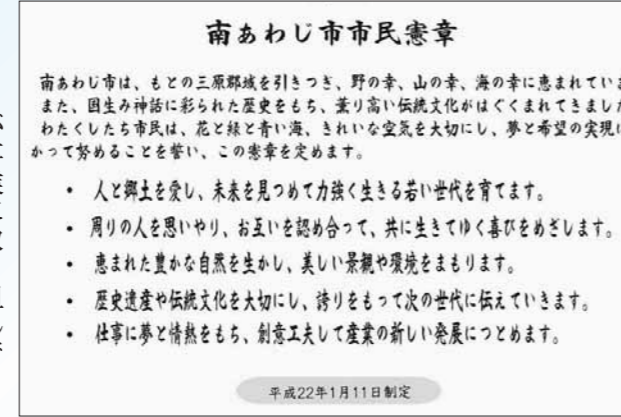 南あわじ市市民憲章
南あわじ市は、もとの三原郡域を引きつぎ、野の幸、山の幸、海の幸に恵まれていま
また、国生み神話に彩られた歴史をもち、薫り高い伝統文化がはぐくまれてきました
わたくしたち市民は、花と緑と青い海、きれいな空気を大切にし、夢と希望の実現に
かって努めることを誓い、この憲章を定めます。
・ 人と郷土を愛し、未来を見つめて力強く生きる若い世代を育てます。
・ 周りの人を思いやり、お互いを認め合って、共に生きてゆく喜びをめざします。
・ 恵まれた豊かな自然を生かし、美しい景観や環境をまもります。
・ 歴史遺産や伝統文化を大切にし、誇りをもって次の世代に伝えていきます。
・ 仕事に夢と情熱をもち、創意工夫して産業の新しい発展につとめます。
平成22年1月11日制定